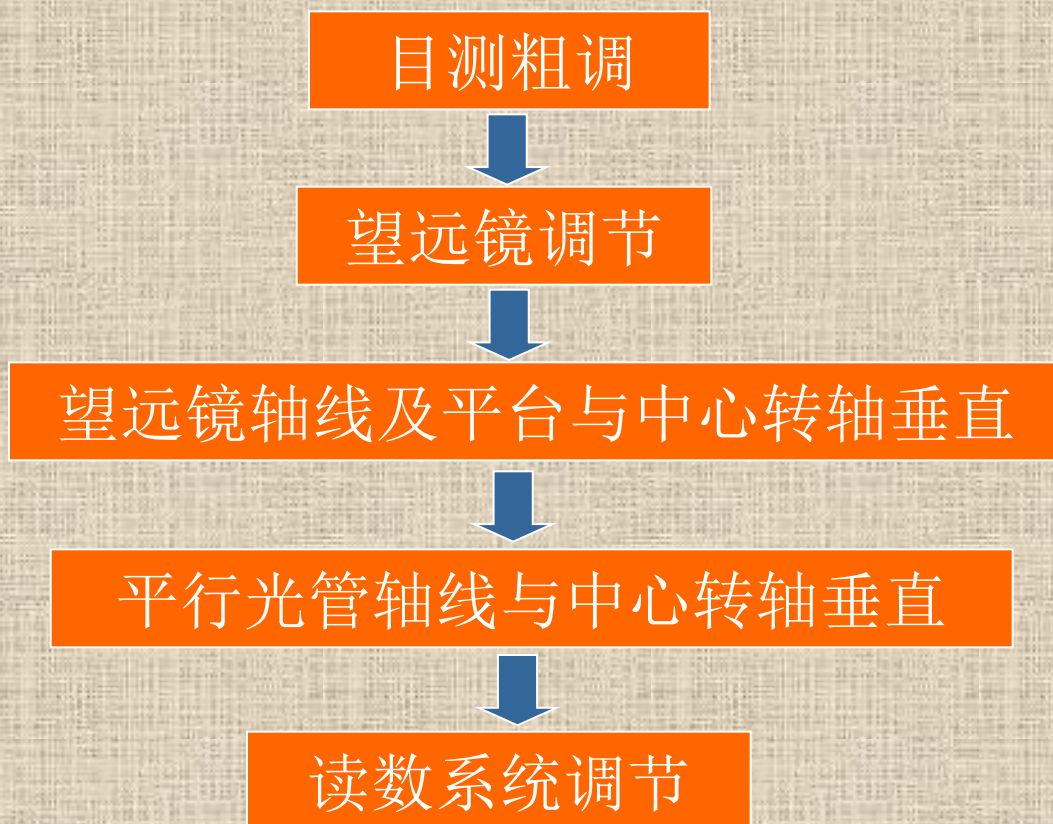 目测粗调
望远镜调节
望远镜轴线及平台与中心转轴垂直
平行光管轴线与中心转轴垂直
读数系统调节